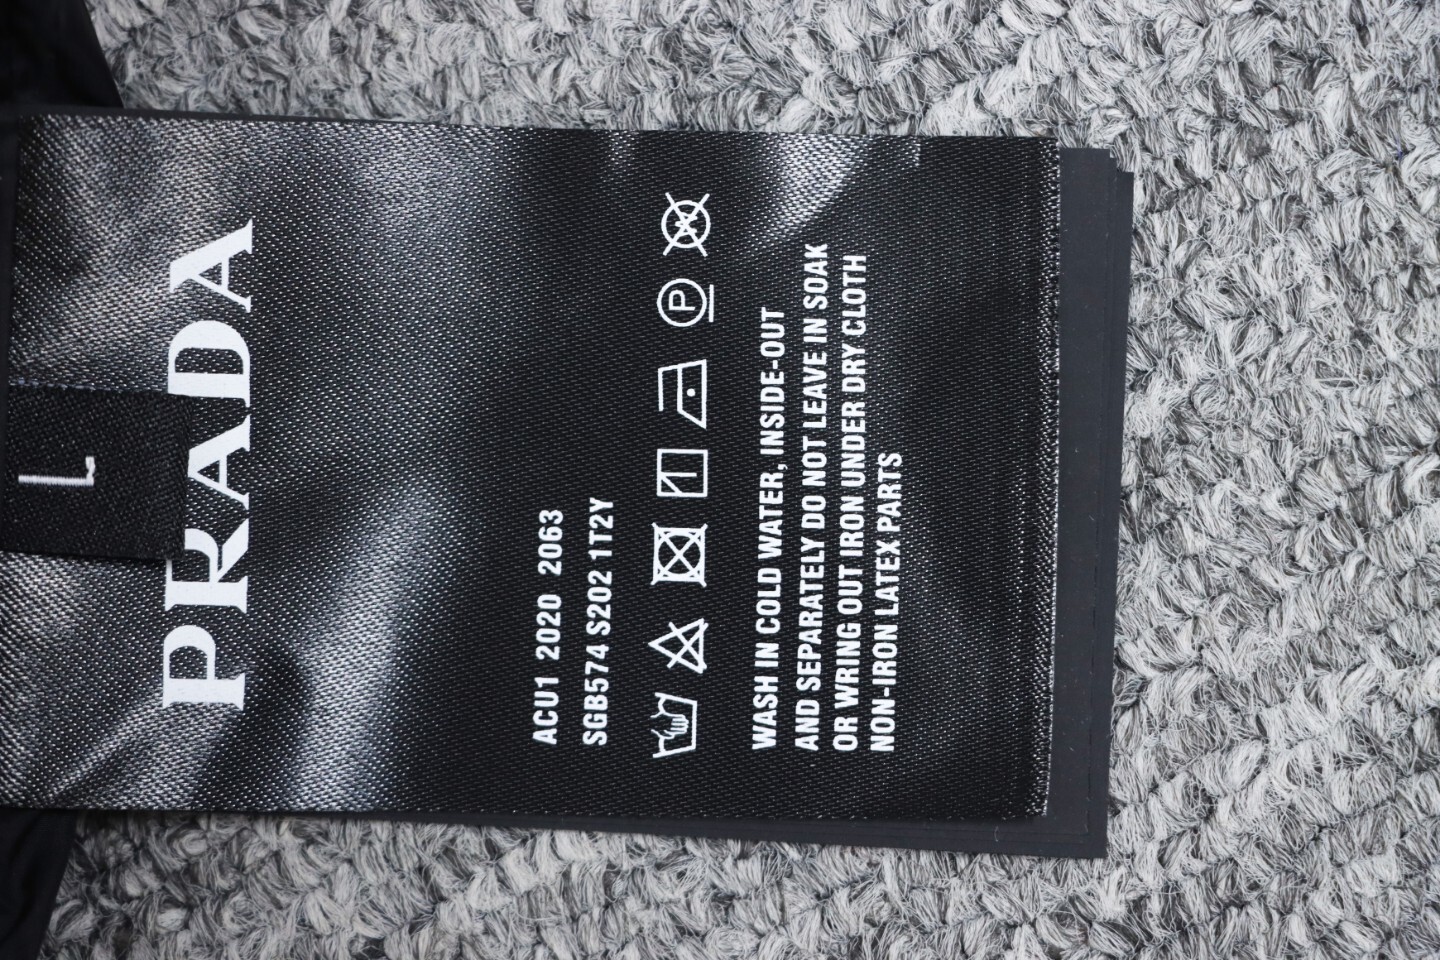 L
PRADA
ACU1 2020 2063
SGB574 S202 1T2Y
P
WASH IN COLD WATER, INSIDE-OUT
AND SEPARATELY DO NOT LEAVE IN SOAK
OR WRING OUT IRON UNDER DRY CLOTH
NON-IRON LATEX PARTS